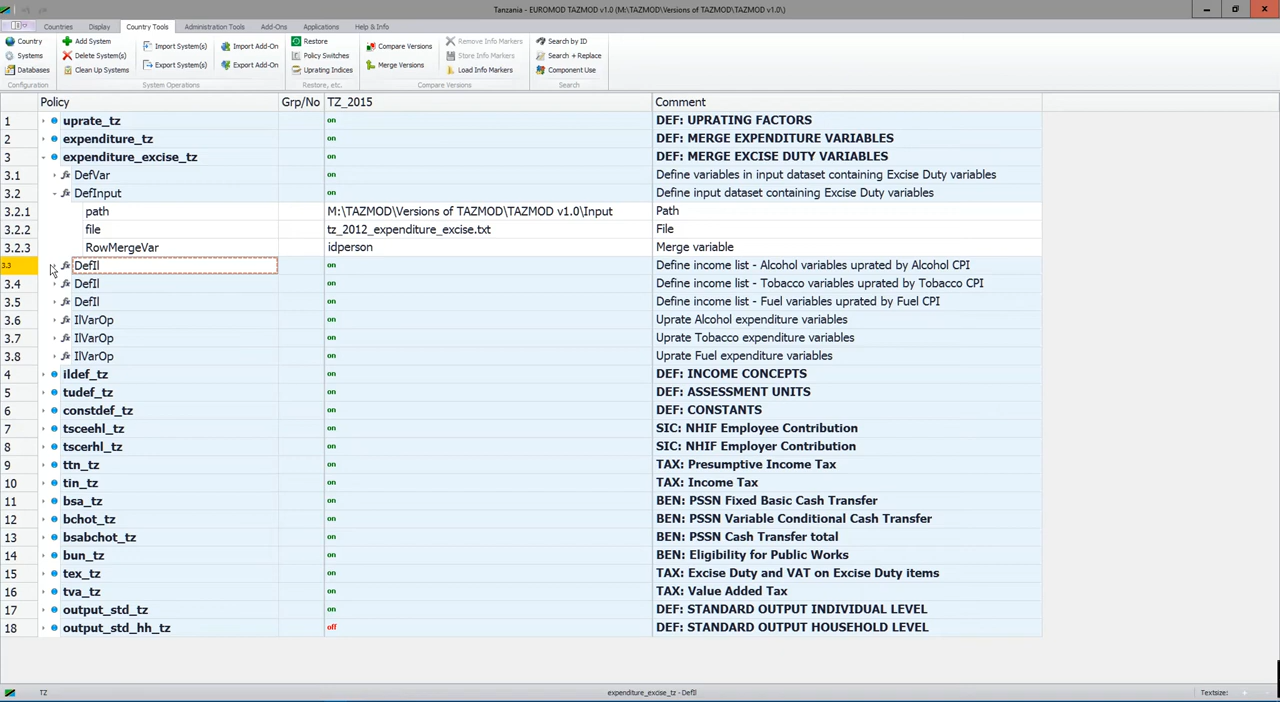 Tanzania - EUROMOD TAZMOD v1.0 (M:\TAZMOD\Versions of TAZMOD\TAZMOD v1.0\)
Countries Display Country Tools Administration Tools Add-Ons Applications Help & Info
Country Add System Import System(s) Import Add-On Restore Compare Versions Remove Info Markers Search by ID
Systems Delete System(s) Policy Switches Store Info Markers Search + Replace
Databases Clean Up Systems Export System(s) Export Add-On Uprating Indices Merge Versions Load Info Markers Component Use
Configuration System Operations Restore, etc. Compare Versions Search
Policy Grp/No TZ_2015 Comment
1 uprate_tz on DEF: UPRATING FACTORS
2 expenditure_tz on DEF: MERGE EXPENDITURE VARIABLES
3 expenditure_excise_tz on DEF: MERGE EXCISE DUTY VARIABLES
3.1 DefVar on Define variables in input dataset containing Excise Duty variables
3.2 DefInput on Define input dataset containing Excise Duty variables
3.2.1 path M:\TAZMOD\Versions of TAZMOD\TAZMOD v1.0\Input Path
3.2.2 file tz_2012_expenditure_excise.txt File
3.2.3 RowMergeVar idperson Merge variable
3.3 DefIl on Define income list - Alcohol variables uprated by Alcohol CPI
3.4 DefIl on Define income list - Tobacco variables uprated by Tobacco CPI
3.5 DefIl on Define income list - Fuel variables uprated by Fuel CPI
3.6 IlVarOp on Uprate Alcohol expenditure variables
3.7 IlVarOp on Uprate Tobacco expenditure variables
3.8 IlVarOp on Uprate Fuel expenditure variables
4 ildef_tz on DEF: INCOME CONCEPTS
5 tudef_tz on DEF: ASSESSMENT UNITS
6 constdef_tz on DEF: CONSTANTS
7 tsceehl_tz on SIC: NHIF Employee Contribution
8 tscerhl_tz on SIC: NHIF Employer Contribution
9 ttn_tz on TAX: Presumptive Income Tax
10 tin_tz on TAX: Income Tax
11 bsa_tz on BEN: PSSN Fixed Basic Cash Transfer
12 bchot_tz on BEN: PSSN Variable Conditional Cash Transfer
13 bsabchot_tz on BEN: PSSN Cash Transfer total
14 bun_tz on BEN: Eligibility for Public Works
15 tex_tz on TAX: Excise Duty and VAT on Excise Duty items
16 tva_tz on TAX: Value Added Tax
17 output_std_tz on DEF: STANDARD OUTPUT INDIVIDUAL LEVEL
18 output_std_hh_tz off DEF: STANDARD OUTPUT HOUSEHOLD LEVEL
TZ expenditure_excise_tz - DefIl Textsize: